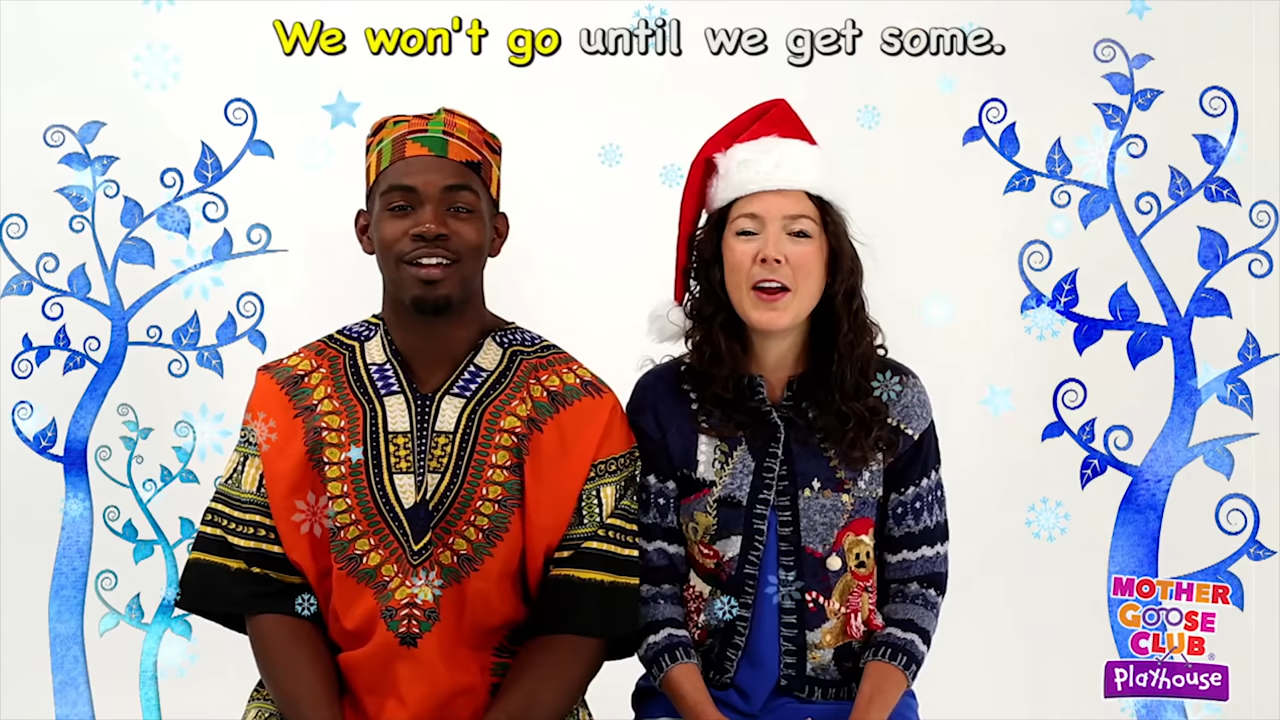 We won't go until we get some.
MOTHER
GOOSE
CLUB
Playhouse